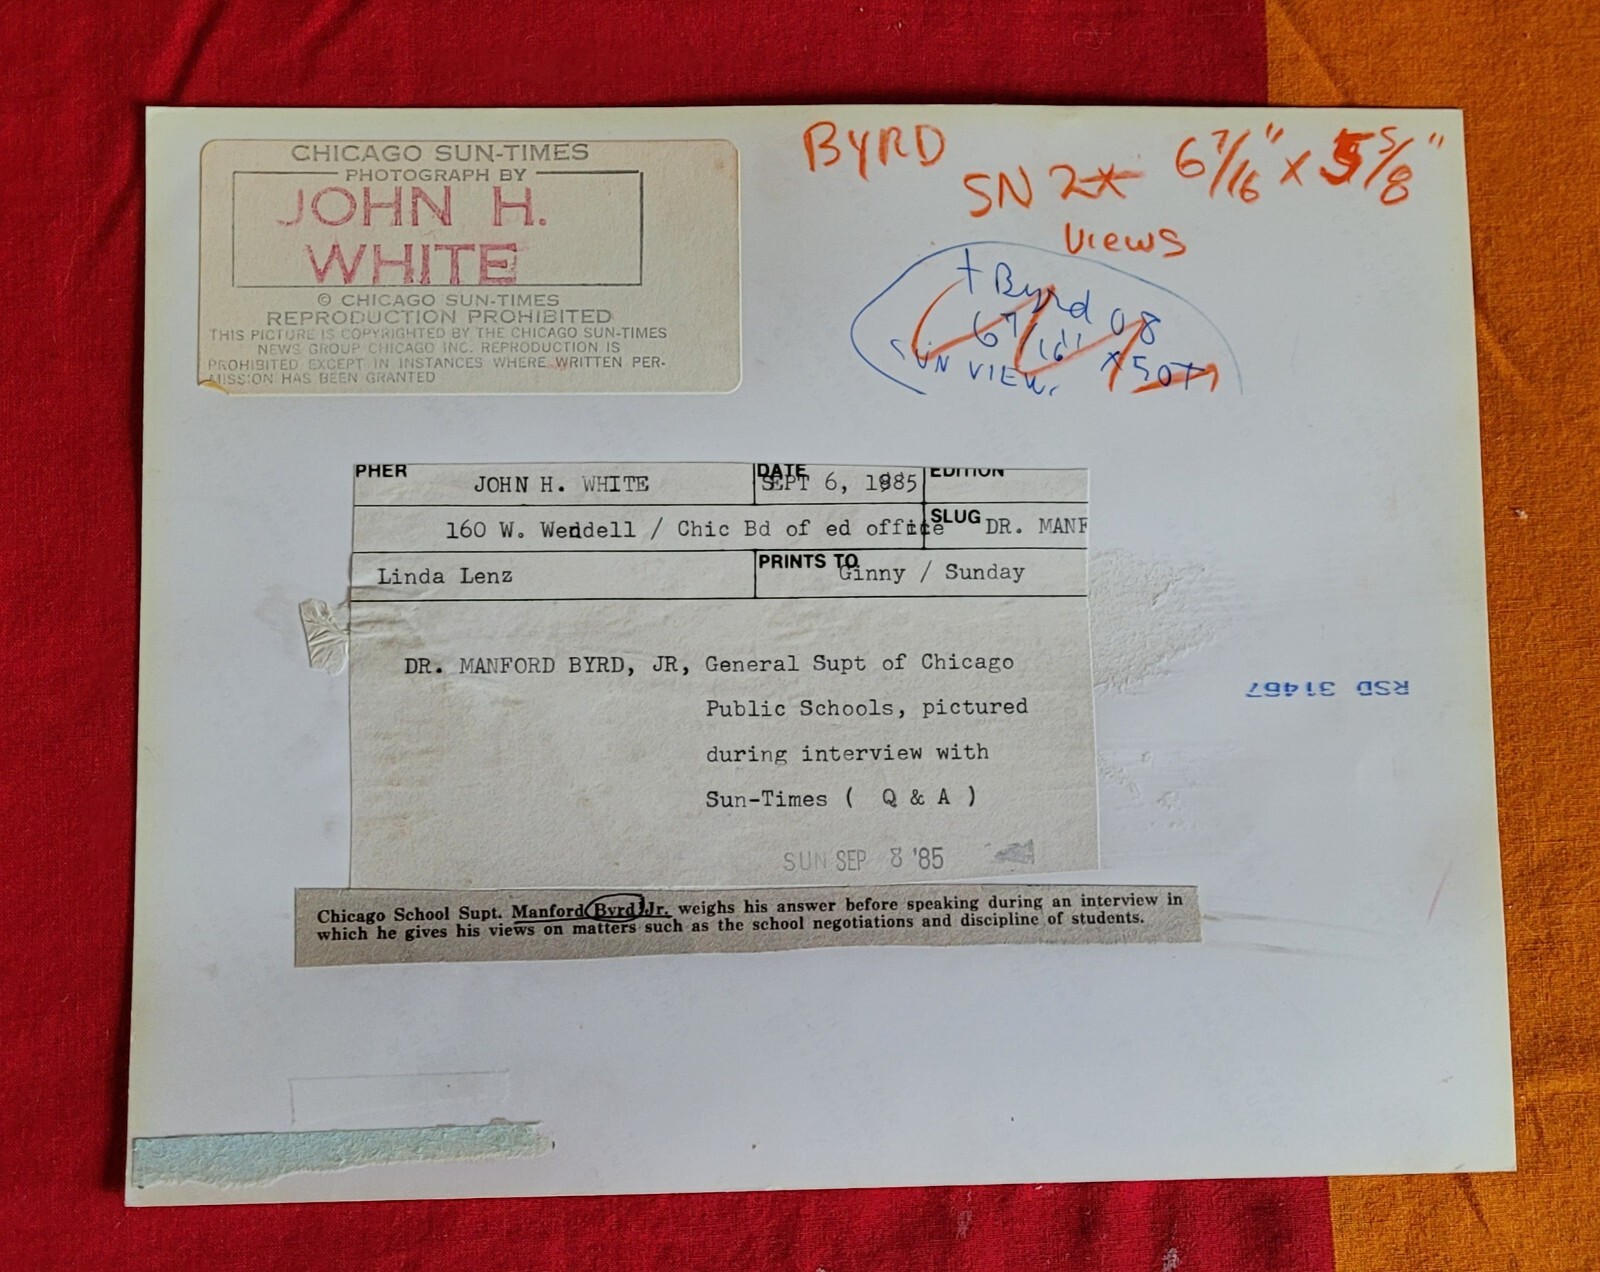 CHICAGO SUN-TIMES
PHOTOGRAPH BY
JOHN H.
WHITE
© CHICAGO SUN-TIMES
REPRODUCTION PROHIBITED
THIS PICTURE IS COPYRIGHTED BY THE CHICAGO SUN-TIMES
NEWS GROUP CHICAGO INC. REPRODUCTION IS
PROHIBITED EXCEPT IN INSTANCES WHERE WRITTEN PER-
MISSION HAS BEEN GRANTED
BYRD
SN 2* 6 7/16" x 5 5/8"
Views
Byrd 08
6 7/16"
SUN VIEWS
PHER JOHN H. WHITE DATE SEPT 6, 1985 EDITION
160 W. Wendell / Chic Bd of ed office SLUG DR. MANF
Linda Lenz PRINTS TO Ginny / Sunday
DR. MANFORD BYRD, JR, General Supt of Chicago
Public Schools, pictured
during interview with
Sun-Times ( Q & A )
SUN SEP 8 '85
RSD 31467
Chicago School Supt. Manford Byrd Jr. weighs his answer before speaking during an interview in
which he gives his views on matters such as the school negotiations and discipline of students.